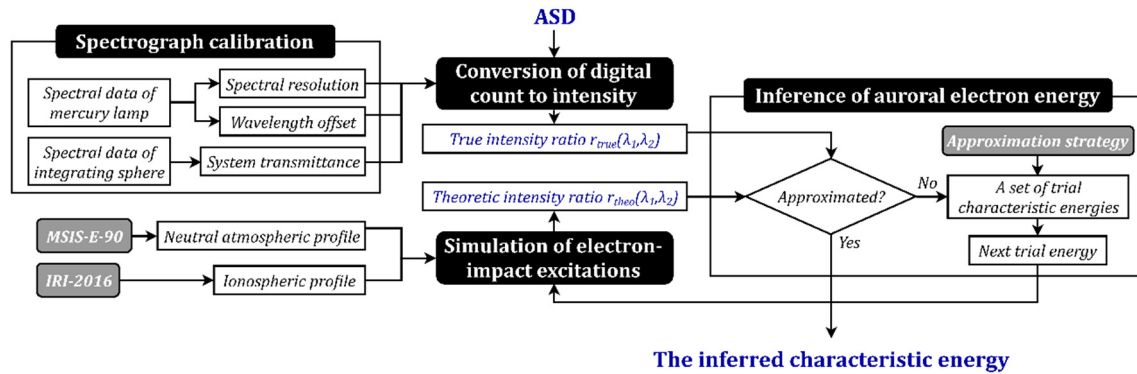 ASD
Spectrograph calibration
Spectral data of
mercury lamp
Spectral resolution
Wavelength offset
Spectral data of
integrating sphere
System transmittance
Conversion of digital
count to intensity
True intensity ratio r_true(λ₁,λ₂)
Theoretic intensity ratio r_theo(λ₁,λ₂)
MSIS-E-90
Neutral atmospheric profile
IRI-2016
Ionospheric profile
Simulation of electron-
impact excitations
Inference of auroral electron energy
Approximated?
No
Yes
Approximation strategy
A set of trial
characteristic energies
Next trial energy
The inferred characteristic energy